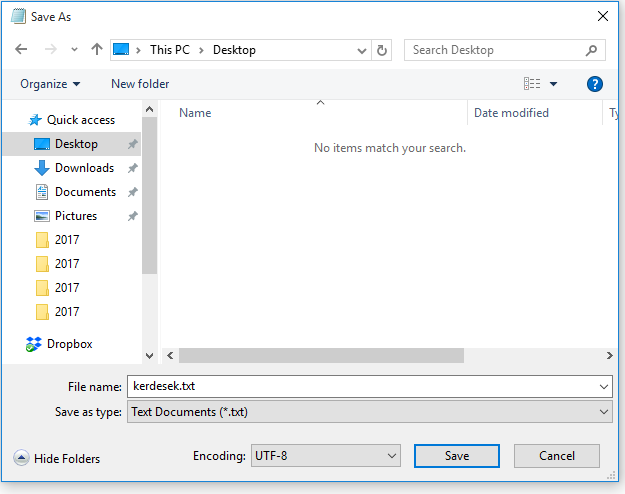 Save As
This PC > Desktop
Search Desktop
Organize
New folder
?
Name
Date modified
Ty
Quick access
Desktop
Downloads
Documents
Pictures
2017
2017
2017
2017
Dropbox
No items match your search.
File name: kerdesek.txt
Save as type: Text Documents (*.txt)
Hide Folders
Encoding: UTF-8
Save
Cancel